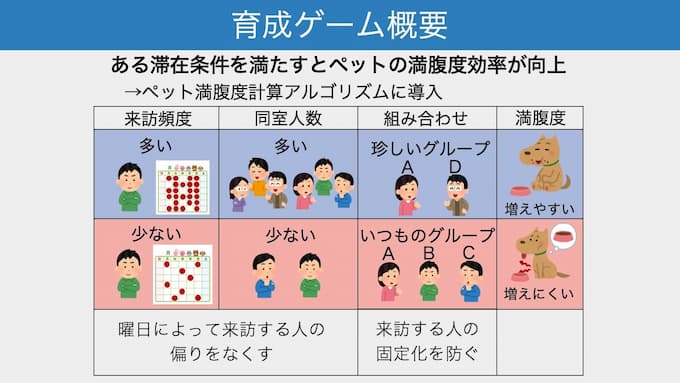 育成ゲーム概要
ある滞在条件を満たすとペットの満腹度効率が向上
→ペット満腹度計算アルゴリズムに導入
来訪頻度 同室人数 組み合わせ 満腹度
多い 多い 珍しいグループ
A D
増えやすい
少ない 少ない いつものグループ
A B C
増えにくい
曜日によって来訪する人の
偏りをなくす
来訪する人の
固定化を防ぐ